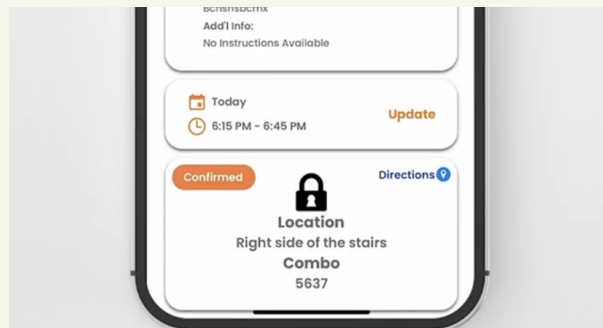 Add'l Info:
No Instructions Available
Today
6:15 PM - 6:45 PM
Update
Confirmed
Directions
Location
Right side of the stairs
Combo
5637